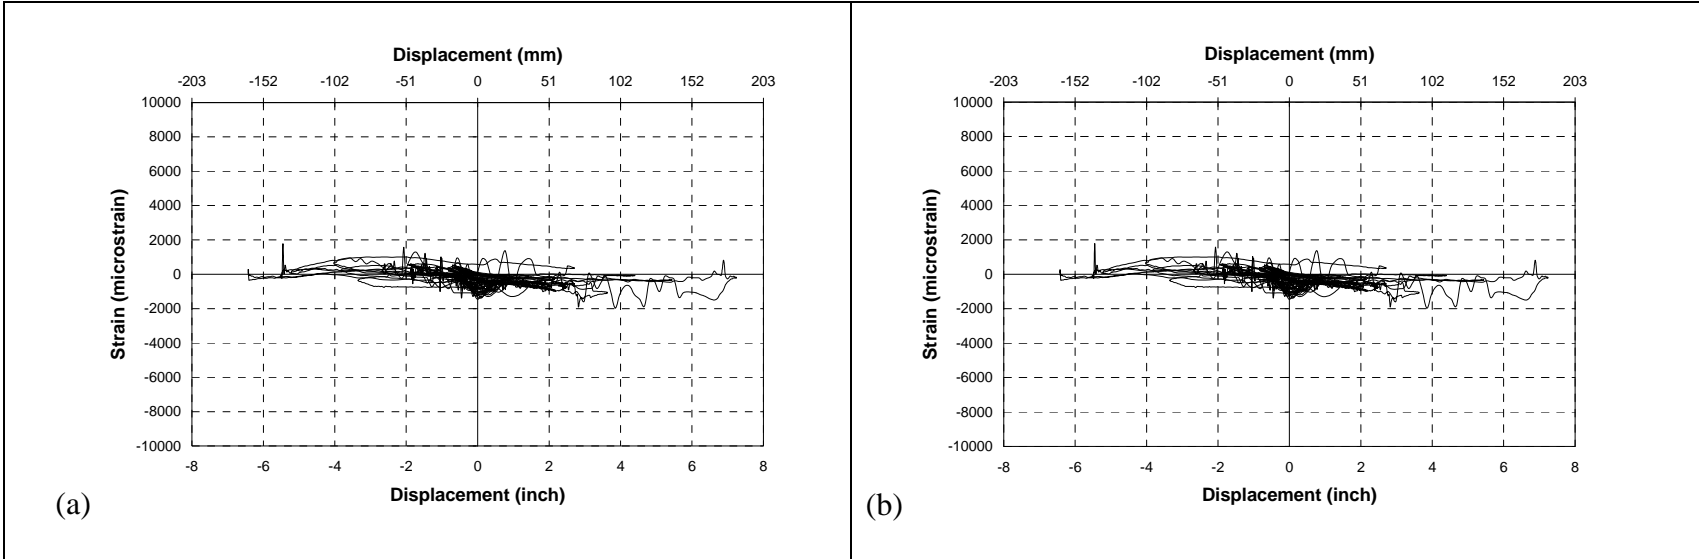 Displacement (mm)
-203 -152 -102 -51 0 51 102 152 203
10000
8000
6000
4000
2000
0
-2000
-4000
-6000
-8000
-10000
Strain (microstrain)
-8 -6 -4 -2 0 2 4 6 8
Displacement (inch)
(a)
Displacement (mm)
-203 -152 -102 -51 0 51 102 152 203
10000
8000
6000
4000
2000
0
-2000
-4000
-6000
-8000
-10000
Strain (microstrain)
-8 -6 -4 -2 0 2 4 6 8
Displacement (inch)
(b)